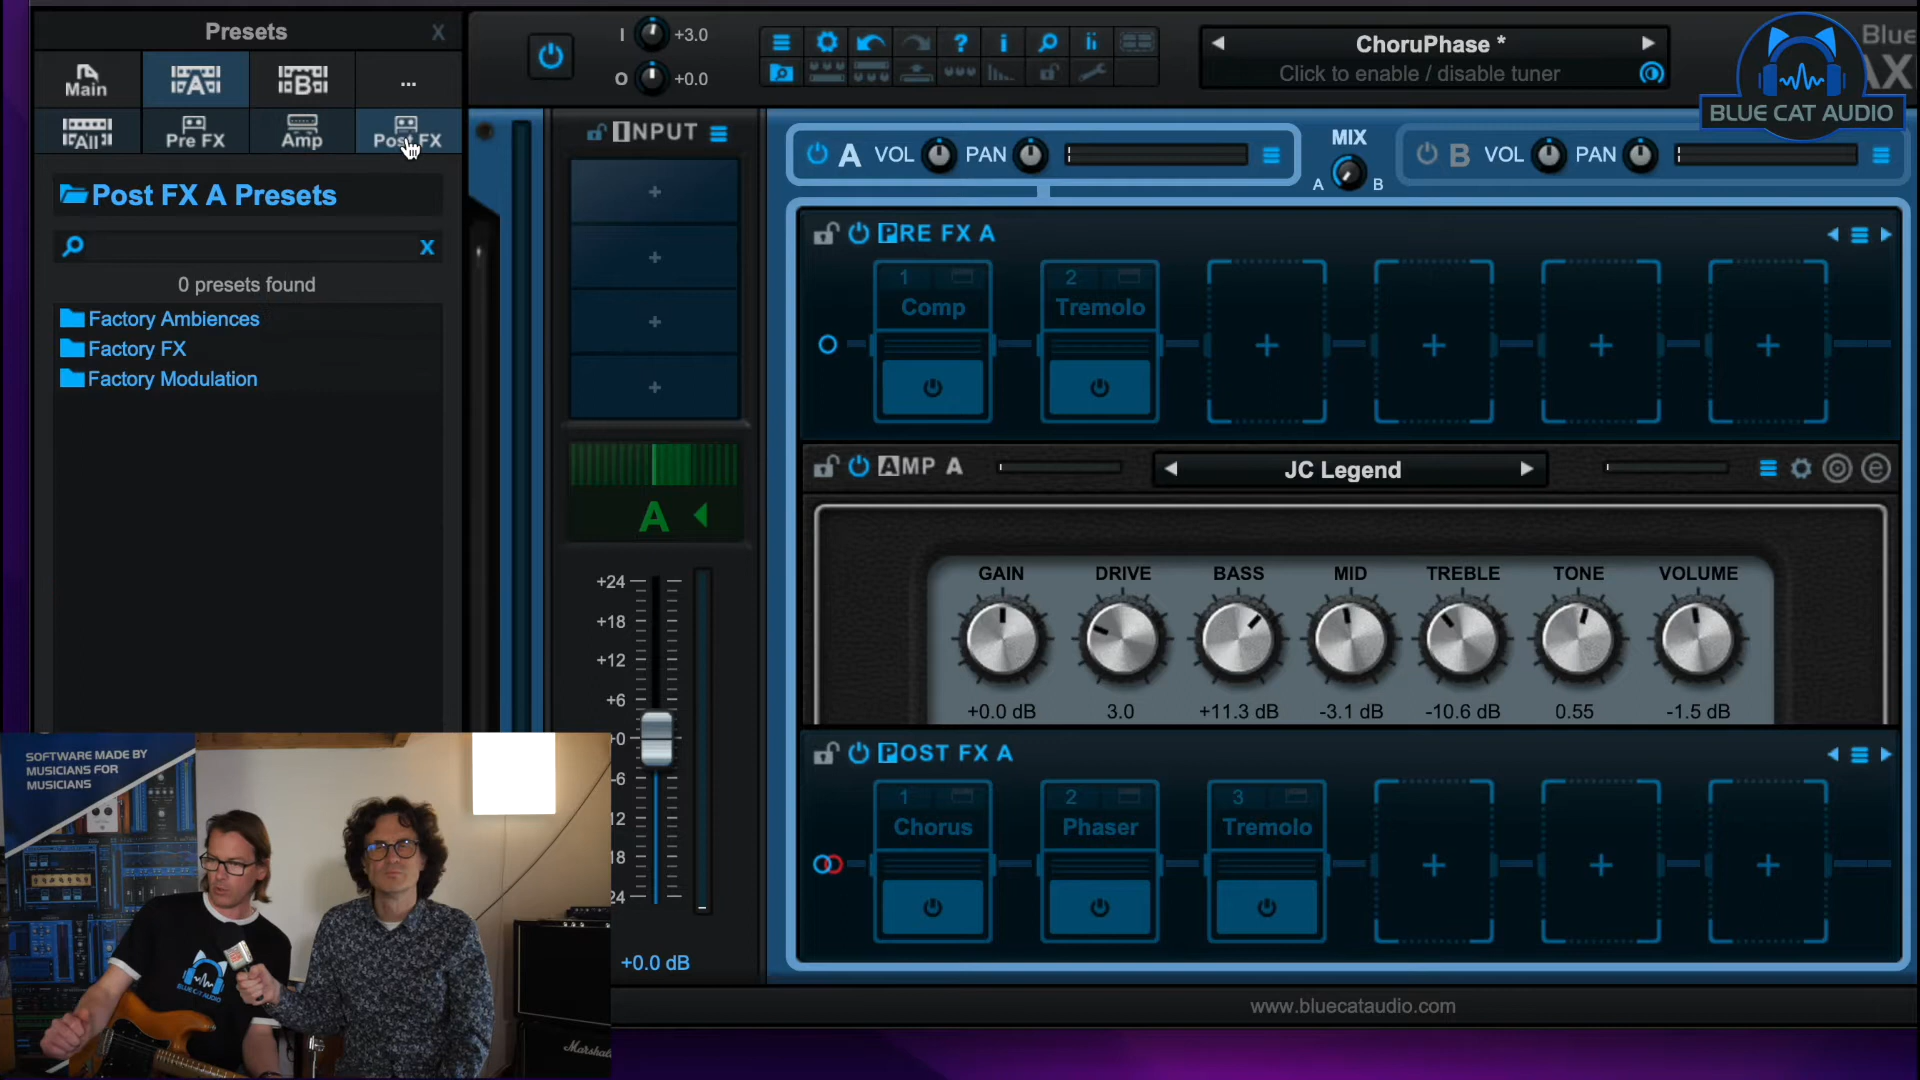 Presets
X
Main
A
B
...
All
Pre FX
Amp
Post FX
Post FX A Presets
X
0 presets found
Factory Ambiences
Factory FX
Factory Modulation
I +3.0
O +0.0
ChoruPhase *
Click to enable / disable tuner
Blue
AX
BLUE CAT AUDIO
INPUT
A VOL PAN
MIX
A B
B VOL PAN
PRE FX A
1
Comp
2
Tremolo
A
AMP A
JC Legend
GAIN DRIVE BASS MID TREBLE TONE VOLUME
+0.0 dB 3.0 +11.3 dB -3.1 dB -10.6 dB 0.55 -1.5 dB
+24
+18
+12
+6
+0
-6
12
18
24
+0.0 dB
POST FX A
1
Chorus
2
Phaser
3
Tremolo
www.bluecataudio.com
SOFTWARE MADE BY
MUSICIANS FOR
MUSICIANS
BLUE CAT AUDIO
Marshall